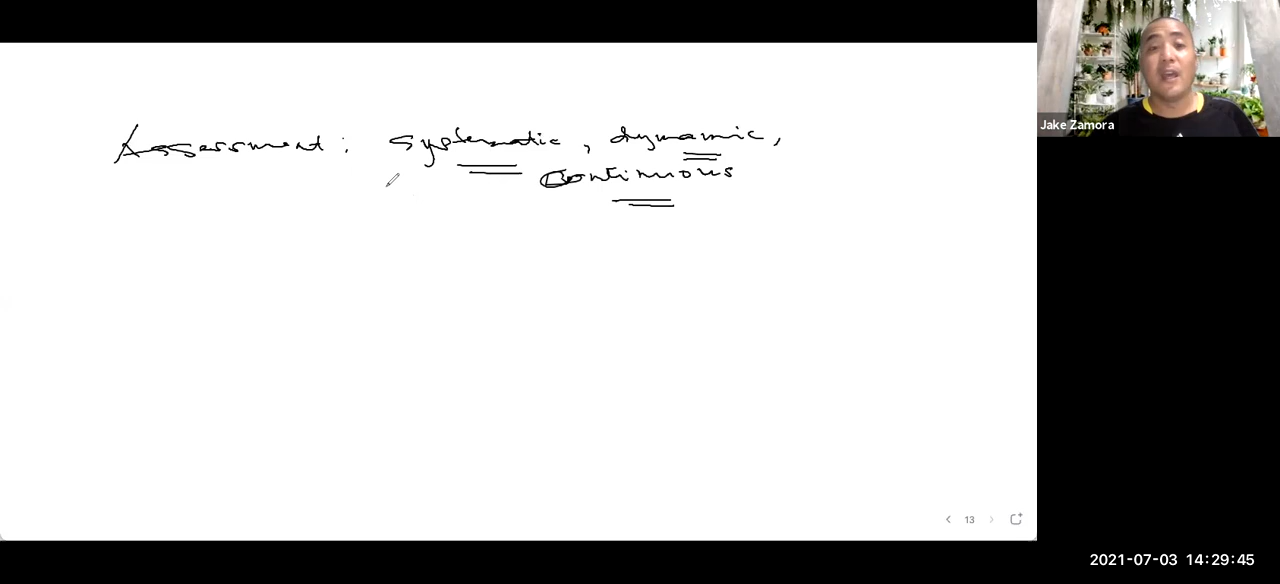 Assessment : systematic , dynamic ,
continuous
Jake Zamora
13
2021-07-03 14:29:45